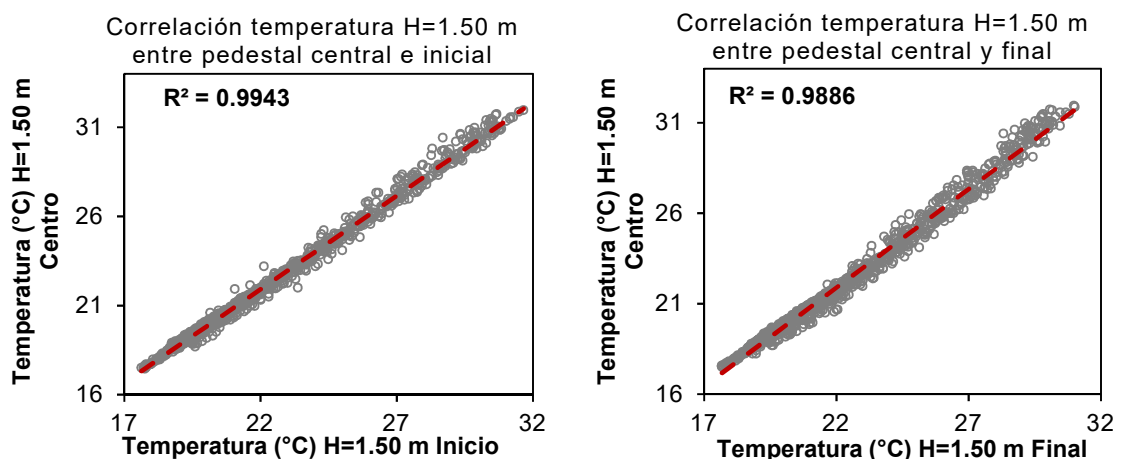 Correlación temperatura H=1.50 m
entre pedestal central e inicial
R² = 0.9943
Temperatura (°C) H=1.50 m
Centro
31
26
21
16
17
22
27
32
Temperatura (°C) H=1.50 m Inicio
Correlación temperatura H=1.50 m
entre pedestal central y final
R² = 0.9886
Temperatura (°C) H=1.50 m
Centro
31
26
21
16
17
22
27
32
Temperatura (°C) H=1.50 m Final